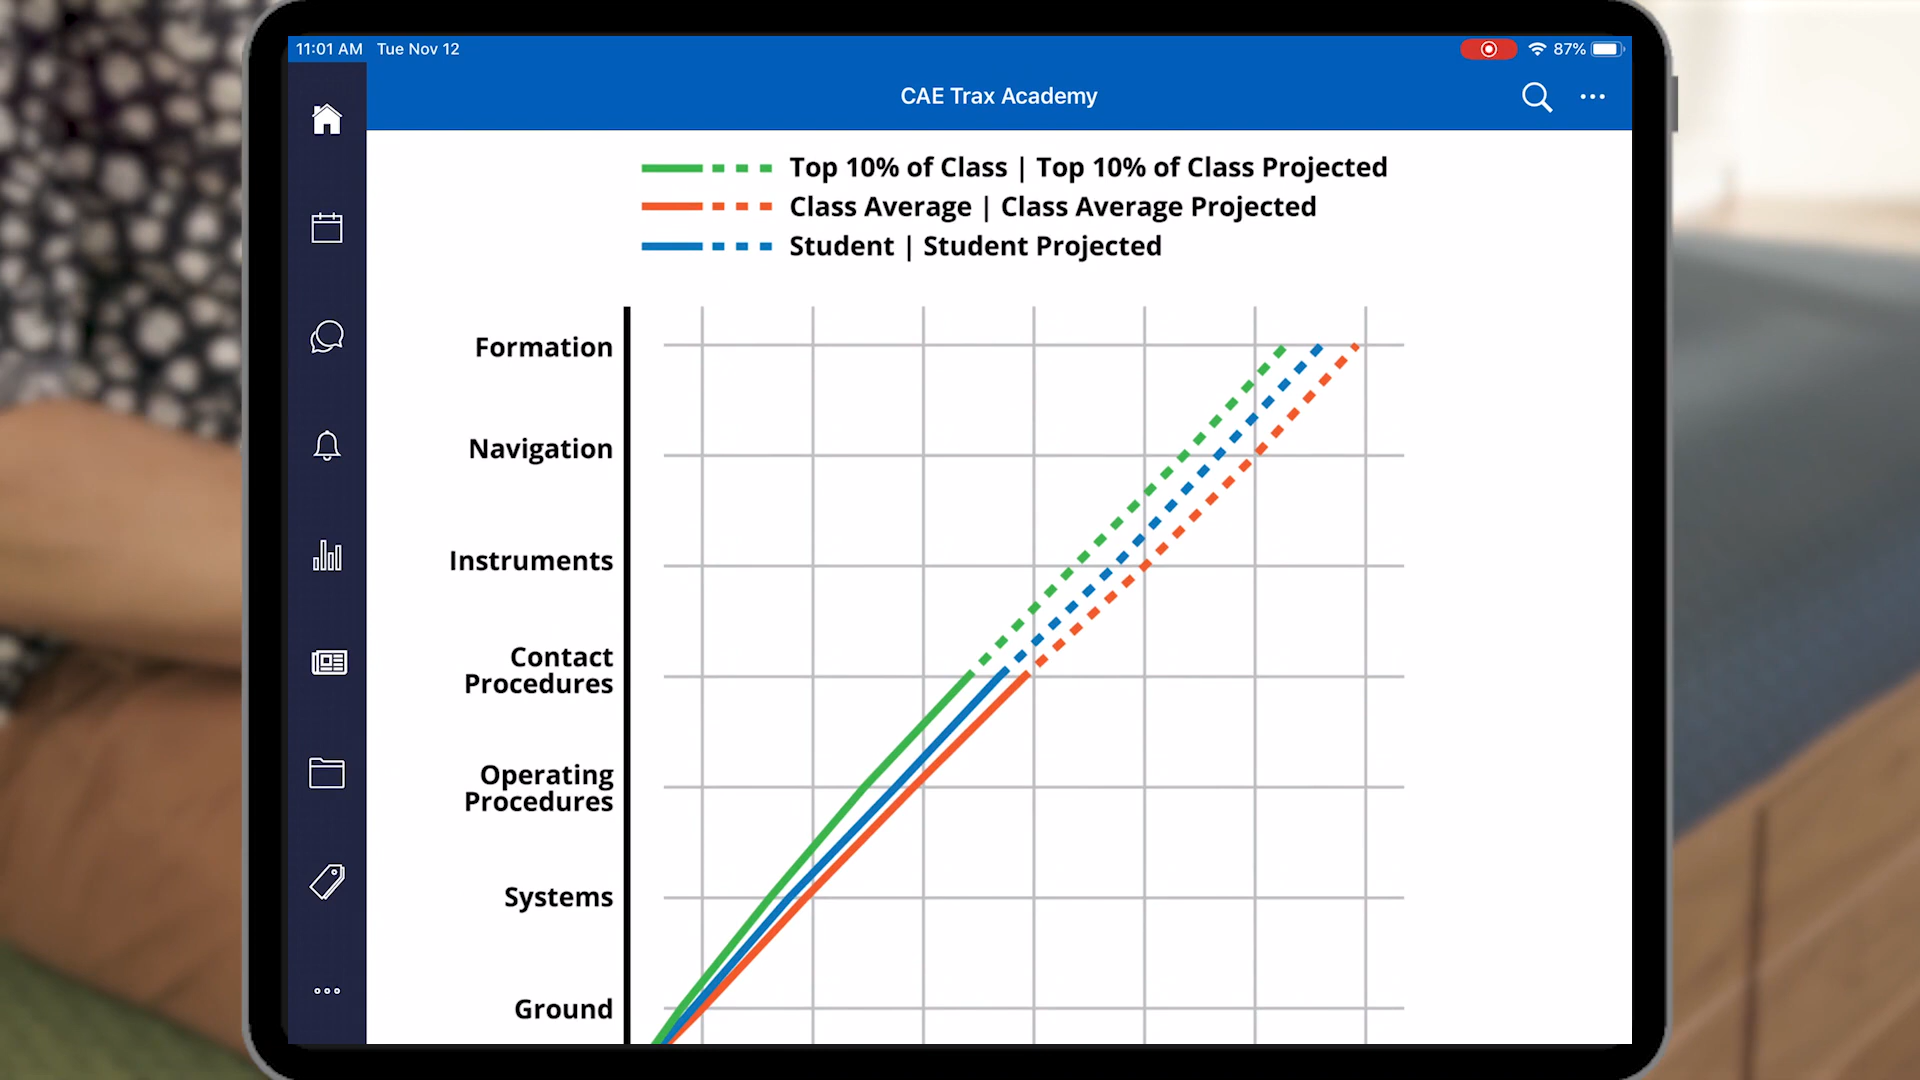 11:01 AM Tue Nov 12
87%
CAE Trax Academy
Top 10% of Class | Top 10% of Class Projected
Class Average | Class Average Projected
Student | Student Projected
Formation
Navigation
Instruments
Contact
Procedures
Operating
Procedures
Systems
Ground